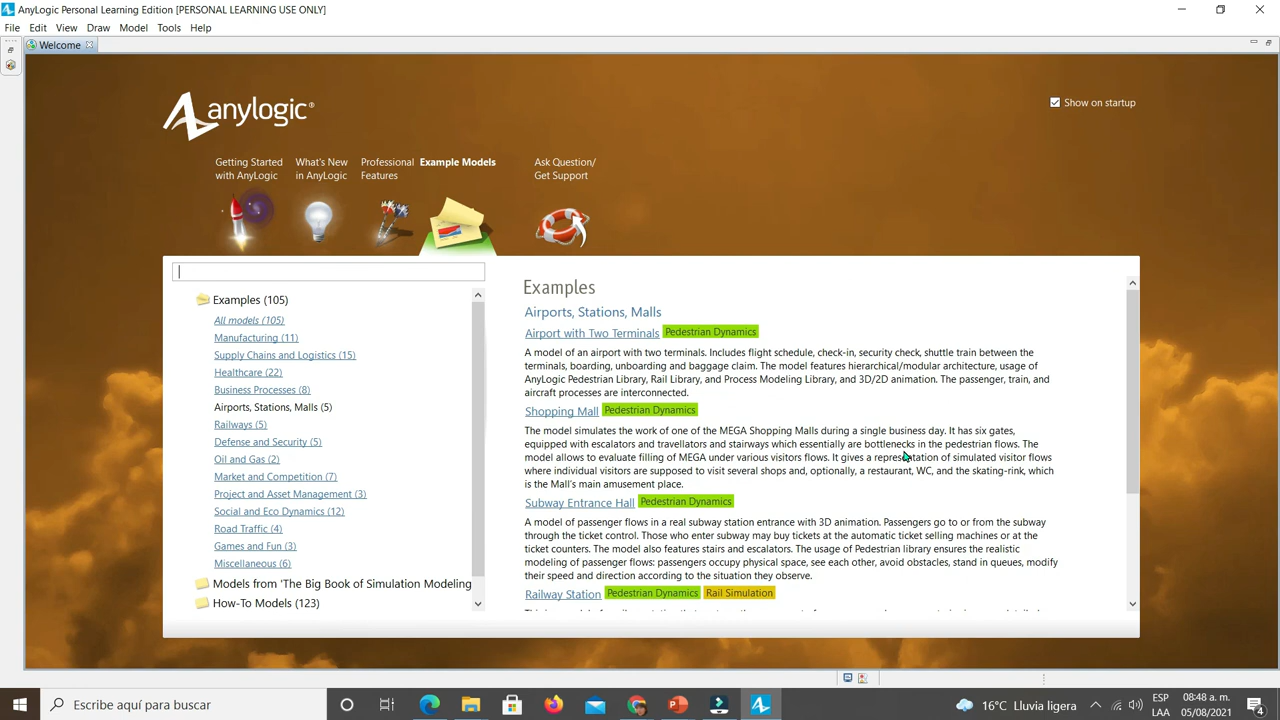 AnyLogic Personal Learning Edition [PERSONAL LEARNING USE ONLY]
File Edit View Draw Model Tools Help
Welcome
anylogic®
Show on startup
Getting Started
with AnyLogic
What's New
in AnyLogic
Professional
Features
Example Models
Ask Question/
Get Support
Examples (105)
All models (105)
Manufacturing (11)
Supply Chains and Logistics (15)
Healthcare (22)
Business Processes (8)
Airports, Stations, Malls (5)
Railways (5)
Defense and Security (5)
Oil and Gas (2)
Market and Competition (7)
Project and Asset Management (3)
Social and Eco Dynamics (12)
Road Traffic (4)
Games and Fun (3)
Miscellaneous (6)
Models from 'The Big Book of Simulation Modeling
How-To Models (123)
Examples
Airports, Stations, Malls
Airport with Two Terminals Pedestrian Dynamics
A model of an airport with two terminals. Includes flight schedule, check-in, security check, shuttle train between the
terminals, boarding, unboarding and baggage claim. The model features hierarchical/modular architecture, usage of
AnyLogic Pedestrian Library, Rail Library, and Process Modeling Library, and 3D/2D animation. The passenger, train, and
aircraft processes are interconnected.
Shopping Mall Pedestrian Dynamics
The model simulates the work of one of the MEGA Shopping Malls during a single business day. It has six gates,
equipped with escalators and travellators and stairways which essentially are bottlenecks in the pedestrian flows. The
model allows to evaluate filling of MEGA under various visitors flows. It gives a representation of simulated visitor flows
where individual visitors are supposed to visit several shops and, optionally, a restaurant, WC, and the skating-rink, which
is the Mall's main amusement place.
Subway Entrance Hall Pedestrian Dynamics
A model of passenger flows in a real subway station entrance with 3D animation. Passengers go to or from the subway
through the ticket control. Those who enter subway may buy tickets at the automatic ticket selling machines or at the
ticket counters. The model also features stairs and escalators. The usage of Pedestrian library ensures the realistic
modeling of passenger flows: passengers occupy physical space, see each other, avoid obstacles, stand in queues, modify
their speed and direction according to the situation they observe.
Railway Station Pedestrian Dynamics Rail Simulation
Escribe aquí para buscar
16°C Lluvia ligera
ESP
LAA
08:48 a. m.
05/08/2021
4